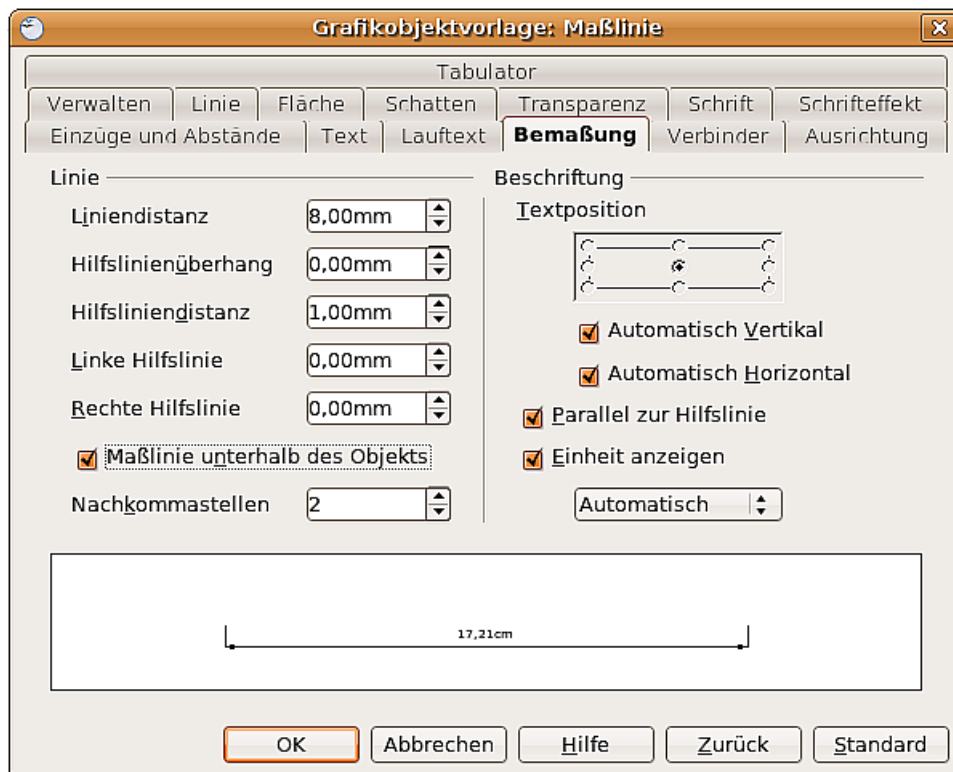 Grafikobjektvorlage: Maßlinie
Tabulator
Verwalten Linie Fläche Schatten Transparenz Schrift Schrifteffekt
Einzüge und Abstände Text Lauftext Bemaßung Verbinder Ausrichtung
Linie
Liniendistanz 8,00mm
Hilfslinienüberhang 0,00mm
Hilfsliniendistanz 1,00mm
Linke Hilfslinie 0,00mm
Rechte Hilfslinie 0,00mm
Maßlinie unterhalb des Objekts
Nachkommastellen 2
Beschriftung
Textposition
Automatisch Vertikal
Automatisch Horizontal
Parallel zur Hilfslinie
Einheit anzeigen
Automatisch
17,21cm
OK Abbrechen Hilfe Zurück Standard